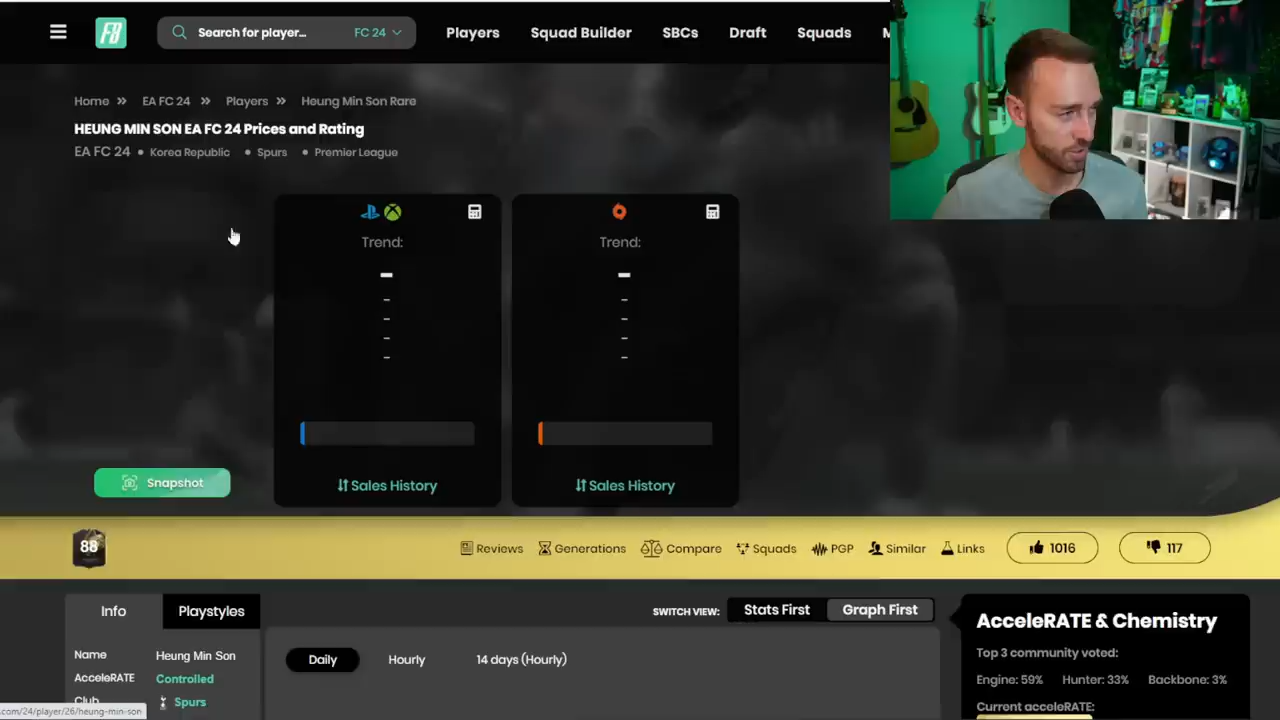 FB
Search for player...
FC 24
Players
Squad Builder
SBCs
Draft
Squads
M
Home » EA FC 24 » Players » Heung Min Son Rare
HEUNG MIN SON EA FC 24 Prices and Rating
EA FC 24 • Korea Republic • Spurs • Premier League
Trend:
Trend:
Sales History
Sales History
Snapshot
88
Reviews
Generations
Compare
Squads
PGP
Similar
Links
1016
117
Info
Playstyles
SWITCH VIEW:
Stats First
Graph First
Name Heung Min Son
AcceleRATE Controlled
Club Spurs
Daily
Hourly
14 days (Hourly)
AcceleRATE & Chemistry
Top 3 community voted:
Engine: 59% Hunter: 33% Backbone: 3%
Current acceleRATE:
.com/24/player/26/heung-min-son